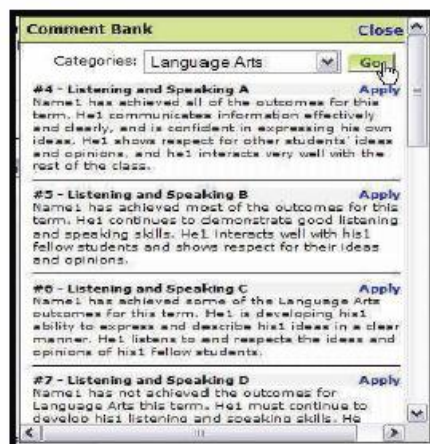 Comment Bank Close
Categories: Language Arts Go
#4 - Listening and Speaking A Apply
Name1 has achieved all of the outcomes for this
term. He1 communicates information effectively
and clearly, and is confident in expressing his own
ideas. He1 shows respect for other students' ideas
and opinions, and he1 interacts very well with the
rest of the class.
#5 - Listening and Speaking B Apply
Name1 has achieved most of the outcomes for this
term. He1 continues to demonstrate good listening
and speaking skills. He1 interacts well with his1
fellow students and shows respect for their ideas
and opinions.
#6 - Listening and Speaking C Apply
Name1 has achieved some of the Language Arts
outcomes for this term. He1 is developing his1
ability to express and describe his1 ideas in a clear
manner. He1 listens to and respects the ideas and
opinions of his1 fellow students.
#7 - Listening and Speaking D Apply
Name1 has not achieved the outcomes for
Language Arts this term. He1 must continue to
develop his1 listening and speaking skills. He